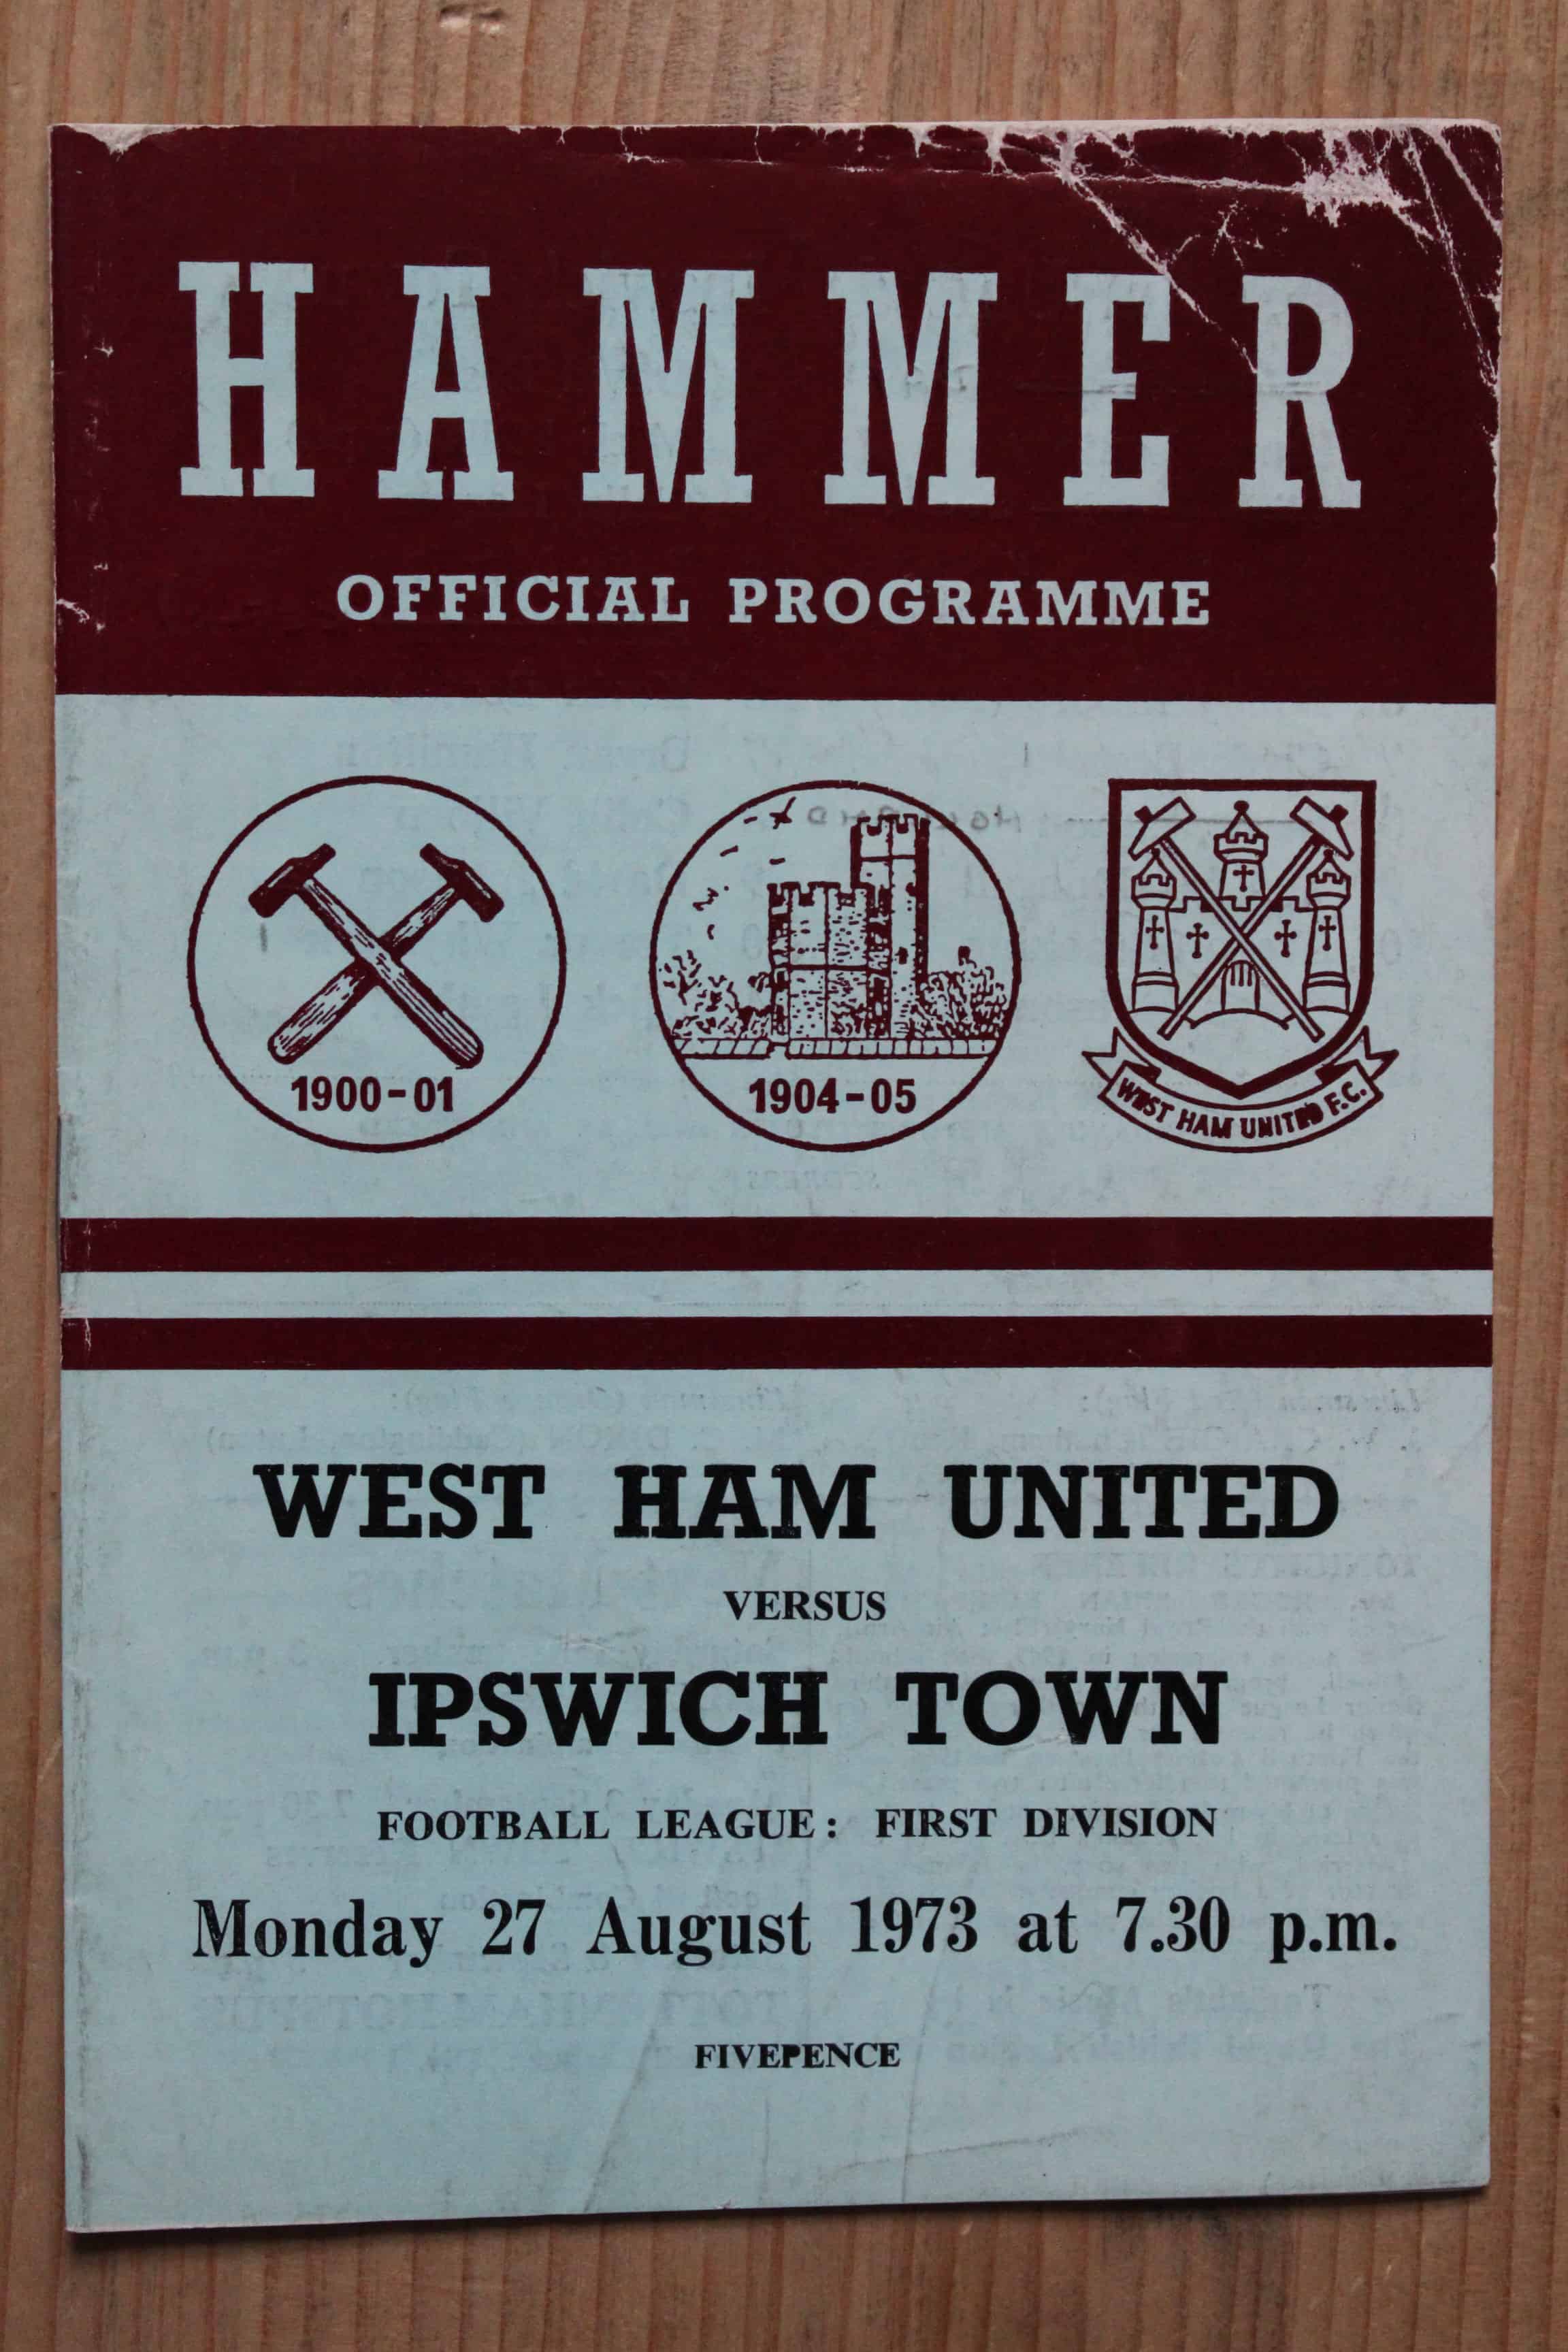 HAMMER
OFFICIAL PROGRAMME
1900-01
1904-05
WEST HAM UNITED F.C.
WEST HAM UNITED
VERSUS
IPSWICH TOWN
FOOTBALL LEAGUE: FIRST DIVISION
Monday 27 August 1973 at 7.30 p.m.
FIVEPENCE